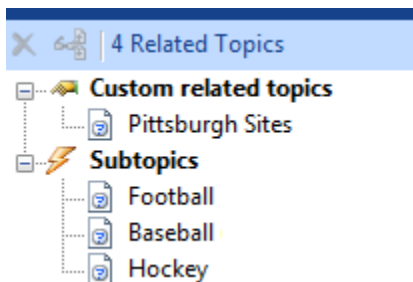 4 Related Topics
Custom related topics
Pittsburgh Sites
Subtopics
Football
Baseball
Hockey